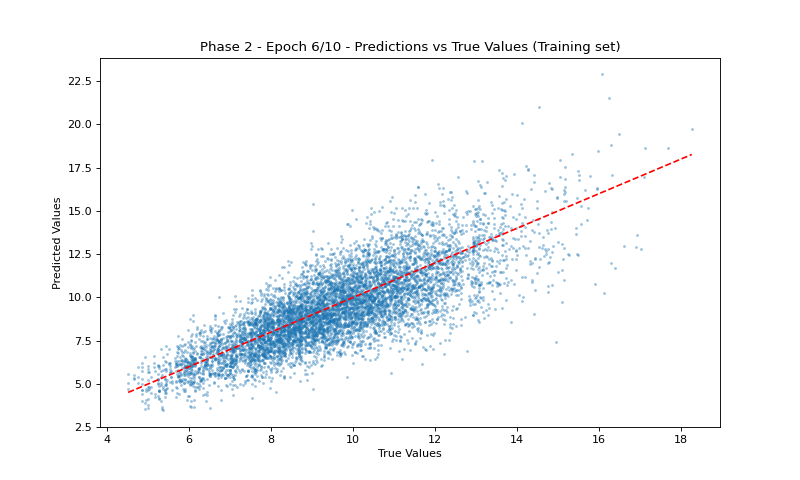 Phase 2 - Epoch 6/10 - Predictions vs True Values (Training set)
22.5
20.0
17.5
15.0
12.5
10.0
7.5
5.0
2.5
Predicted Values
4 6 8 10 12 14 16 18
True Values